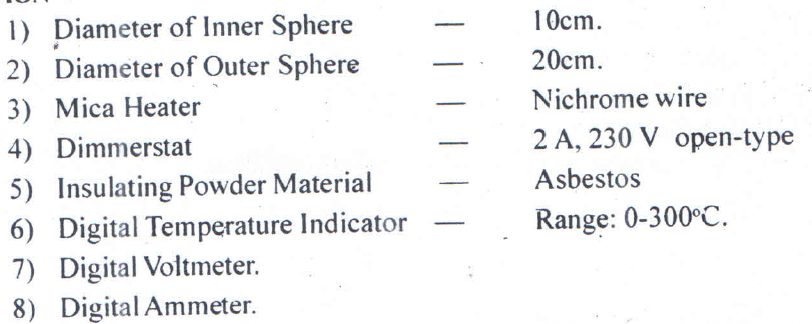 1) Diameter of Inner Sphere — 10cm.
2) Diameter of Outer Sphere — 20cm.
3) Mica Heater — Nichrome wire
4) Dimmerstat — 2 A, 230 V open-type
5) Insulating Powder Material — Asbestos
6) Digital Temperature Indicator — Range: 0-300°C.
7) Digital Voltmeter.
8) Digital Ammeter.